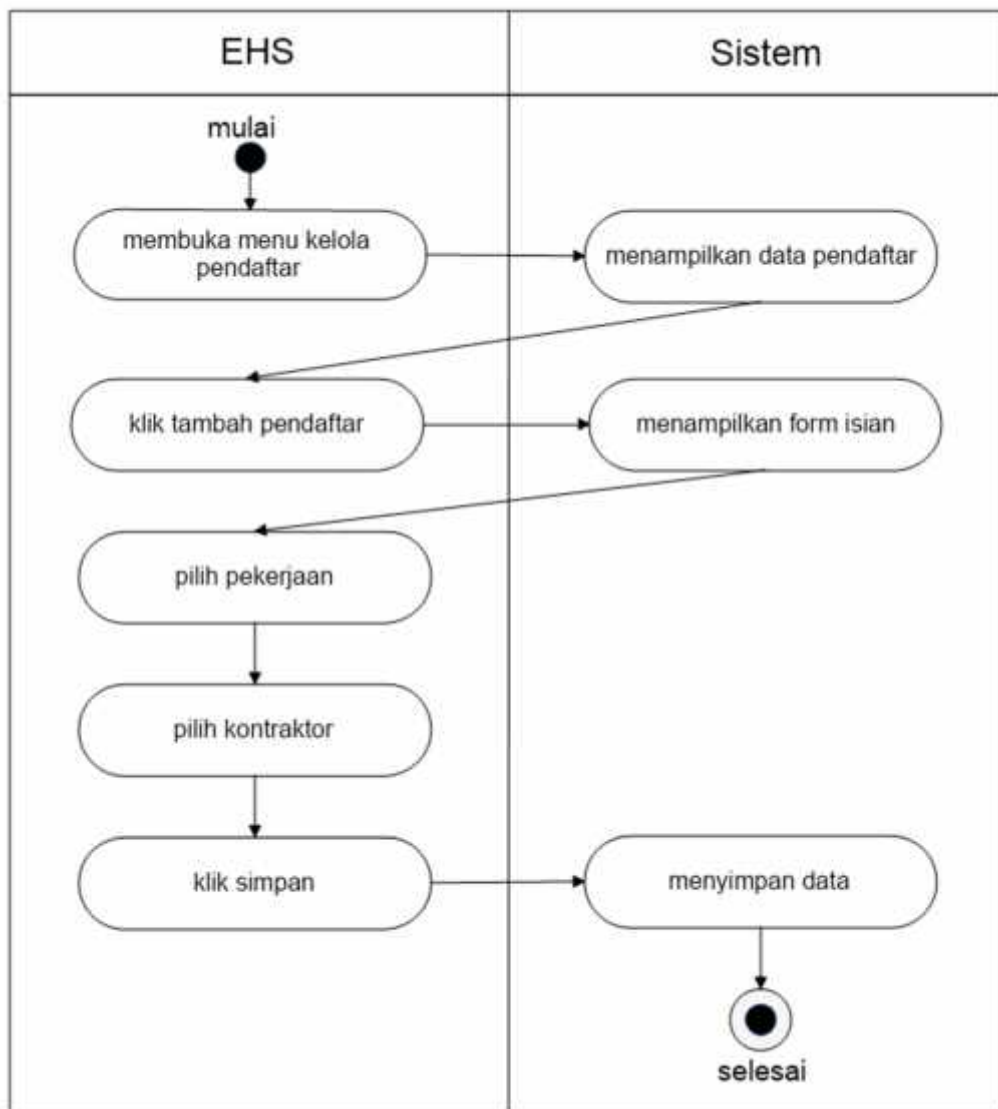 EHS
Sistem
mulai
membuka menu kelola
pendaftar
menampilkan data pendaftar
klik tambah pendaftar
menampilkan form isian
pilih pekerjaan
pilih kontraktor
klik simpan
menyimpan data
selesai